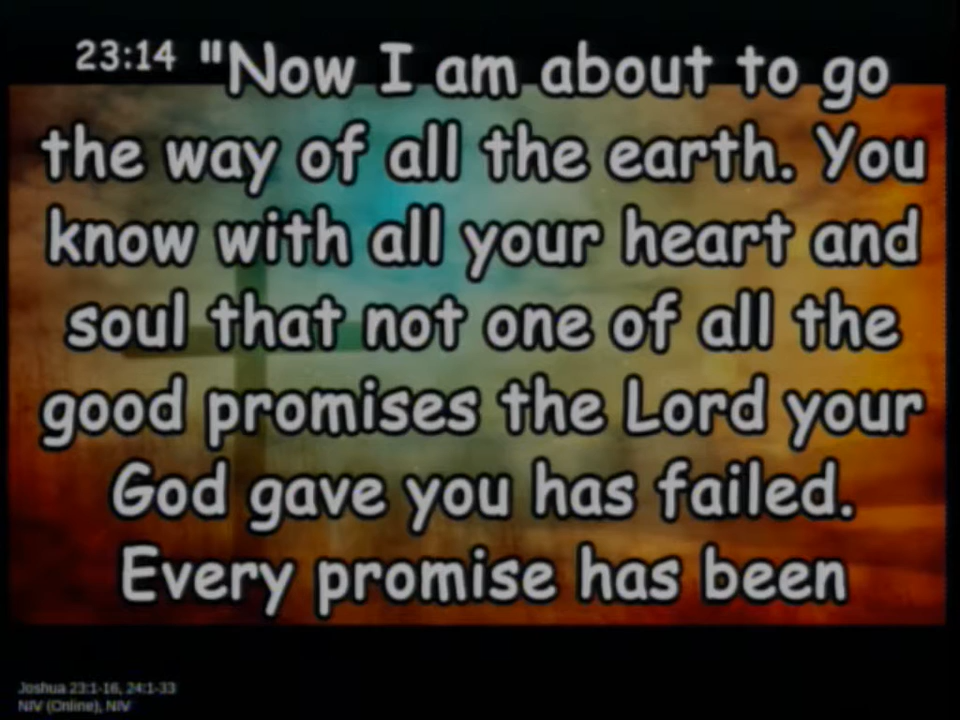 23:14 "Now I am about to go
the way of all the earth. You
know with all your heart and
soul that not one of all the
good promises the Lord your
God gave you has failed.
Every promise has been
Joshua 23:1-16, 24:1-33
NIV (Online), NIV